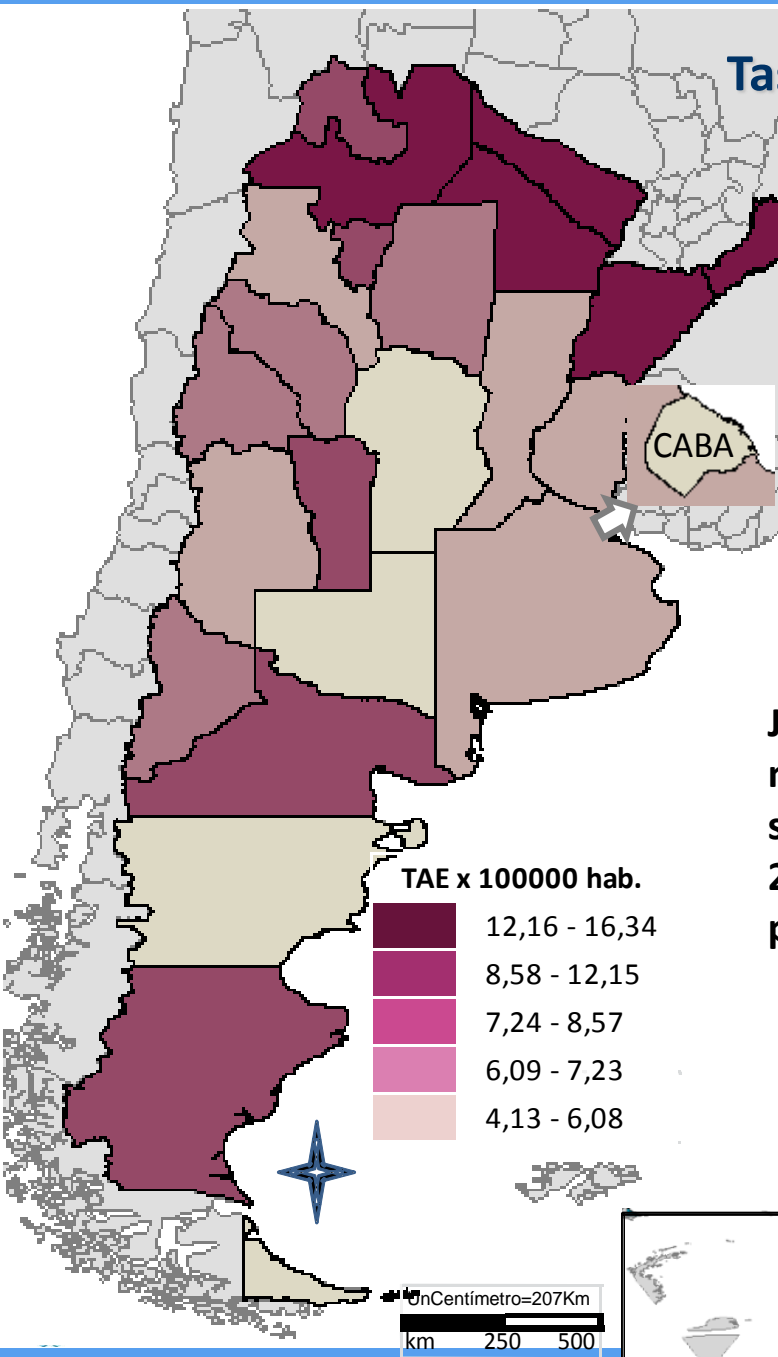 CABA
TAE x 100000 hab.
12,16 - 16,34
8,58 - 12,15
7,24 - 8,57
6,09 - 7,23
4,13 - 6,08
UnCentímetro=207Km
km 250 500